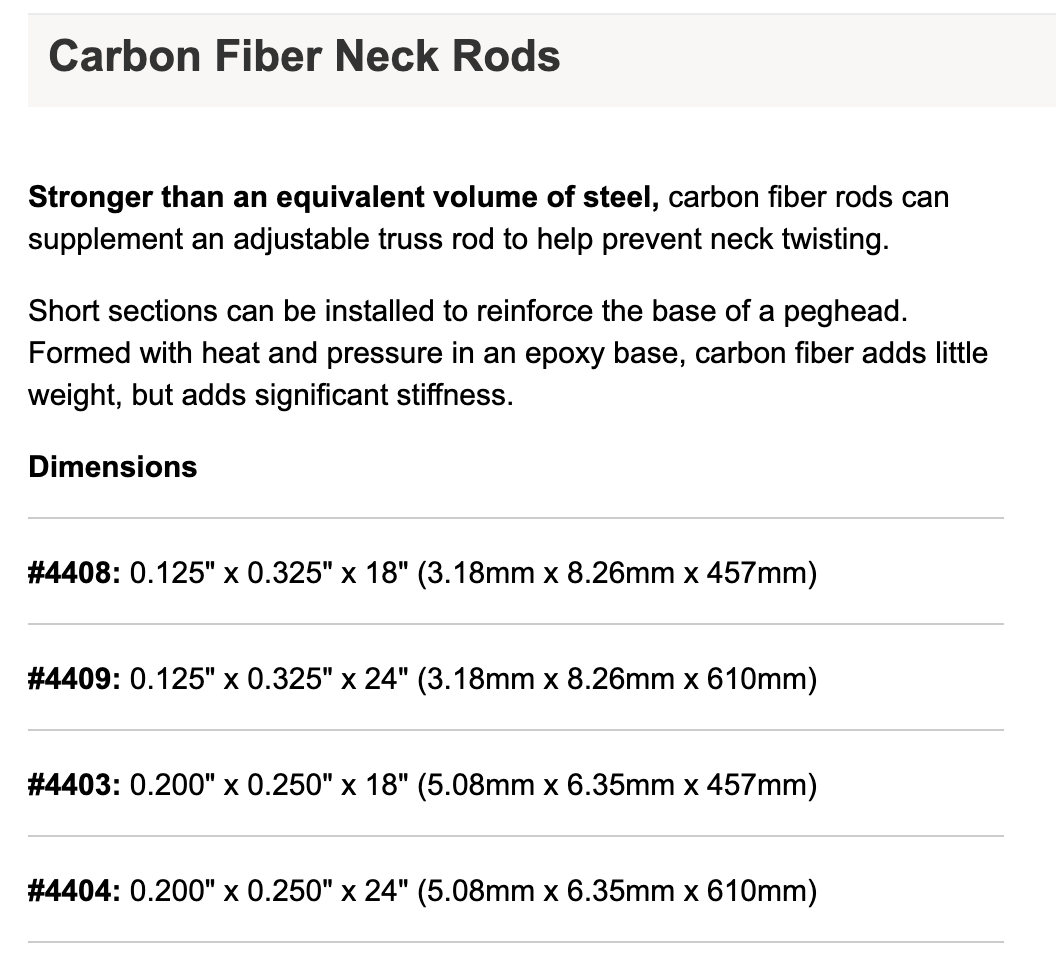 Carbon Fiber Neck Rods
Stronger than an equivalent volume of steel, carbon fiber rods can
supplement an adjustable truss rod to help prevent neck twisting.
Short sections can be installed to reinforce the base of a peghead.
Formed with heat and pressure in an epoxy base, carbon fiber adds little
weight, but adds significant stiffness.
Dimensions
#4408: 0.125" x 0.325" x 18" (3.18mm x 8.26mm x 457mm)
#4409: 0.125" x 0.325" x 24" (3.18mm x 8.26mm x 610mm)
#4403: 0.200" x 0.250" x 18" (5.08mm x 6.35mm x 457mm)
#4404: 0.200" x 0.250" x 24" (5.08mm x 6.35mm x 610mm)